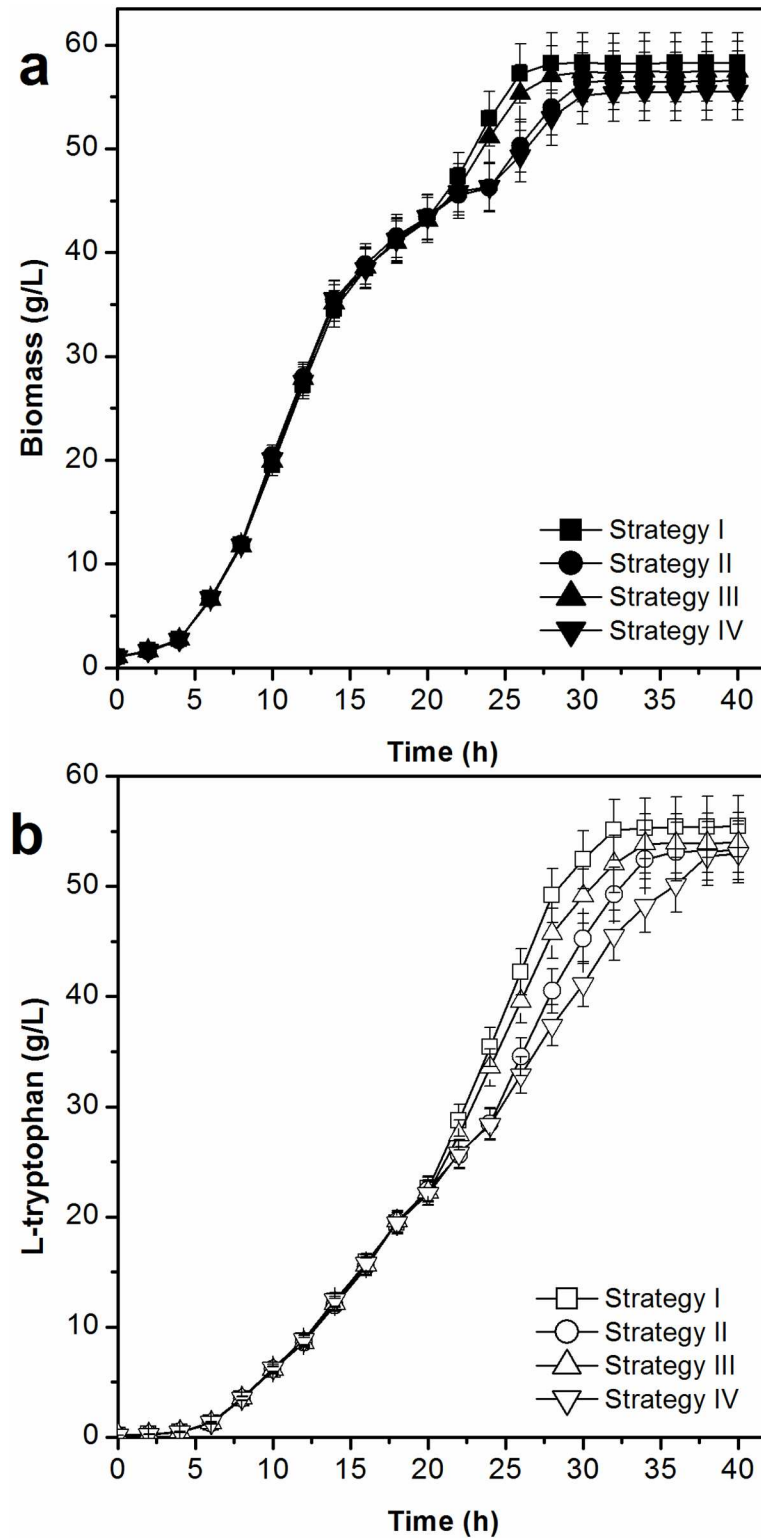 a
60
50
40
30
20
10
0
Biomass (g/L)
Strategy I
Strategy II
Strategy III
Strategy IV
0 5 10 15 20 25 30 35 40
Time (h)
b
60
50
40
30
20
10
0
L-tryptophan (g/L)
Strategy I
Strategy II
Strategy III
Strategy IV
0 5 10 15 20 25 30 35 40
Time (h)